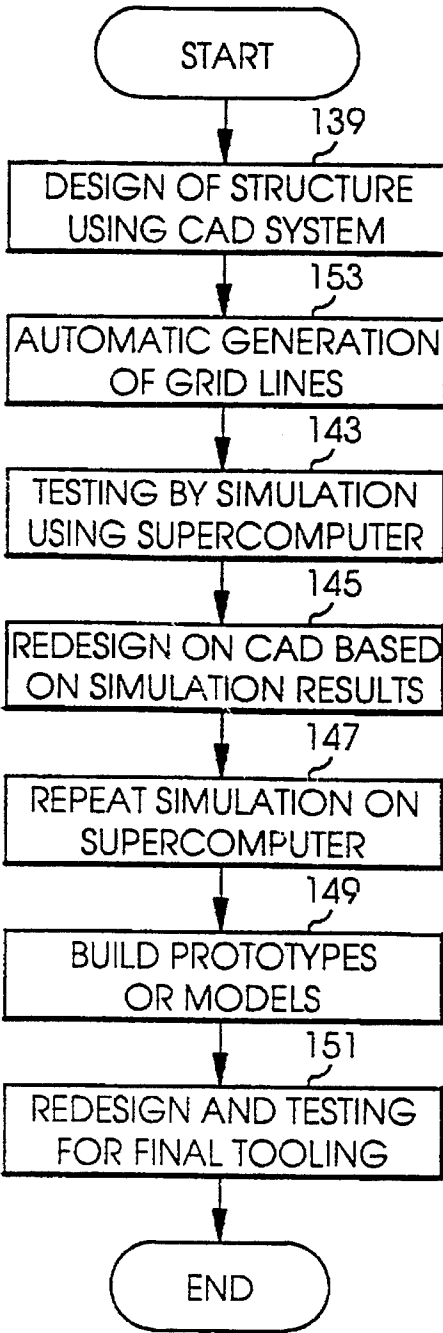 START
139
DESIGN OF STRUCTURE
USING CAD SYSTEM
153
AUTOMATIC GENERATION
OF GRID LINES
143
TESTING BY SIMULATION
USING SUPERCOMPUTER
145
REDESIGN ON CAD BASED
ON SIMULATION RESULTS
147
REPEAT SIMULATION ON
SUPERCOMPUTER
149
BUILD PROTOTYPES
OR MODELS
151
REDESIGN AND TESTING
FOR FINAL TOOLING
END